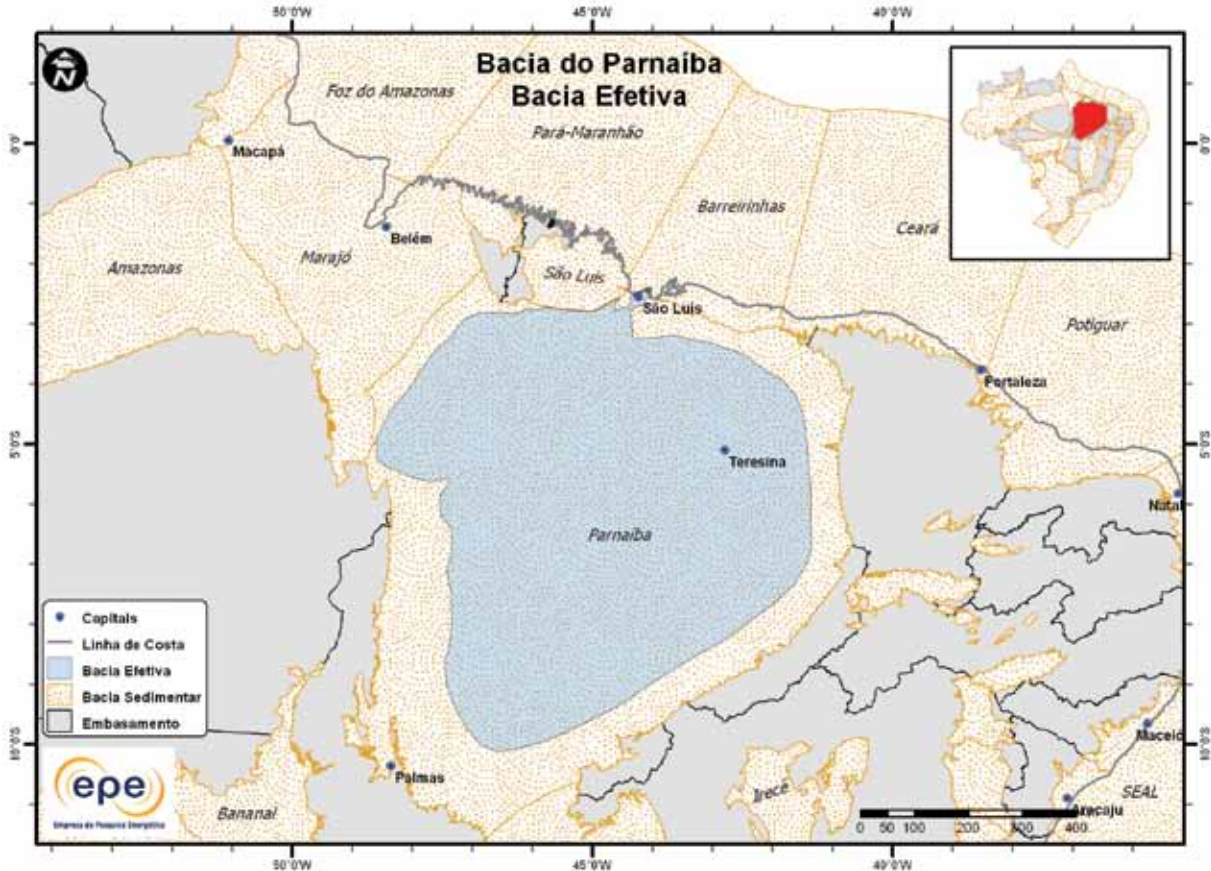 50°0'W 45°0'W 40°0'W
Bacia do Parnaíba
Bacia Efetiva
N
Foz do Amazonas
Pará-Maranhão
0°0' 0°0'
Macapá
Barreirinhas
Ceará
Belém
Marajó
Amazonas
São Luis
São Luis
Potiguar
Fortaleza
5°0'S 5°0'S
Teresina
Natal
Parnaíba
Capitais
Linha de Costa
Bacia Efetiva
Bacia Sedimentar
Embasamento
Maceió
10°0'S 10°0'S
Palmas
epe
Empresa de Pesquisa Energética
Bananal
Irecê
SEAL
Aracaju
0 50 100 200 300 400
50°0'W 45°0'W 40°0'W